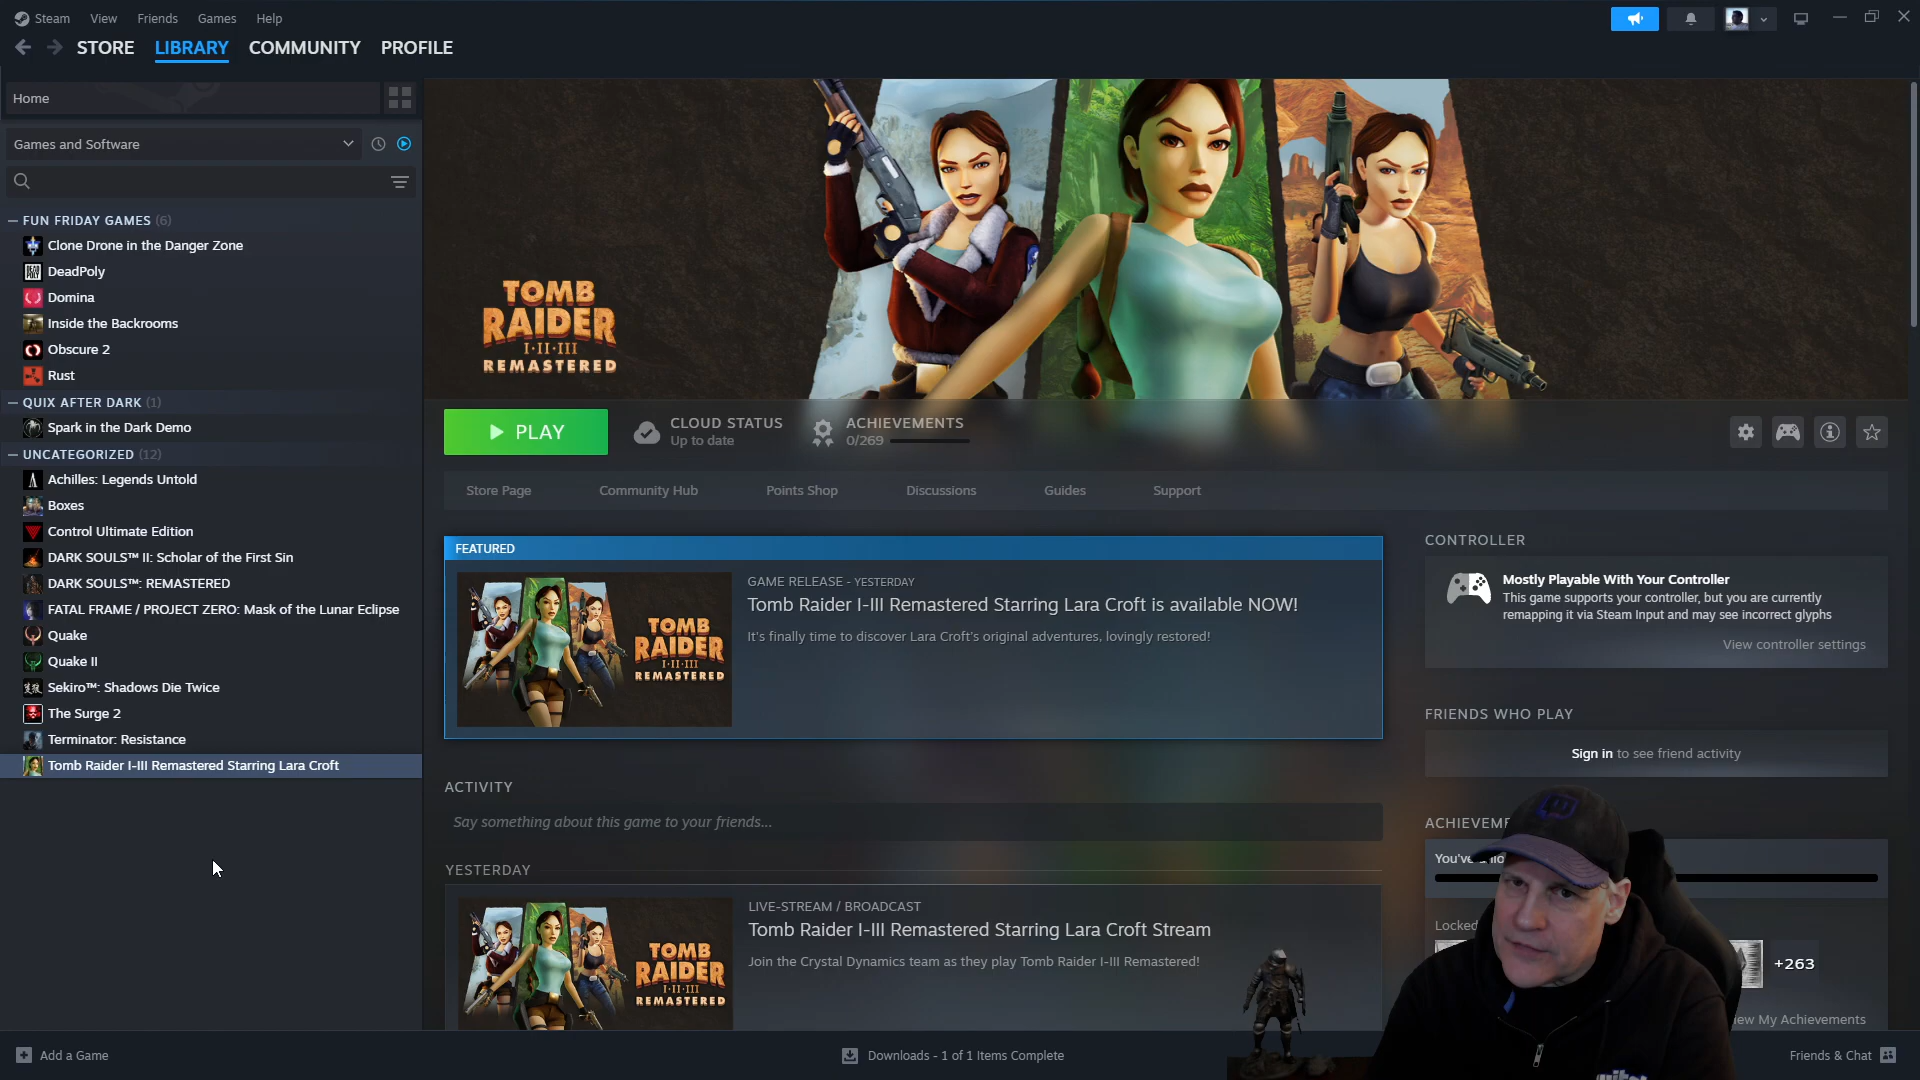 Steam View Friends Games Help
STORE LIBRARY COMMUNITY PROFILE
Home
Games and Software
— FUN FRIDAY GAMES (6)
Clone Drone in the Danger Zone
DeadPoly
Domina
Inside the Backrooms
Obscure 2
Rust
— QUIX AFTER DARK (1)
Spark in the Dark Demo
— UNCATEGORIZED (12)
Achilles: Legends Untold
Boxes
Control Ultimate Edition
DARK SOULS™ II: Scholar of the First Sin
DARK SOULS™: REMASTERED
FATAL FRAME / PROJECT ZERO: Mask of the Lunar Eclipse
Quake
Quake II
Sekiro™: Shadows Die Twice
The Surge 2
Terminator: Resistance
Tomb Raider I-III Remastered Starring Lara Croft
TOMB
RAIDER
I·II·III
REMASTERED
PLAY
CLOUD STATUS
Up to date
ACHIEVEMENTS
0/269
Store Page Community Hub Points Shop Discussions Guides Support
FEATURED
TOMB
RAIDER
I·II·III
REMASTERED
GAME RELEASE - YESTERDAY
Tomb Raider I-III Remastered Starring Lara Croft is available NOW!
It's finally time to discover Lara Croft's original adventures, lovingly restored!
ACTIVITY
Say something about this game to your friends...
YESTERDAY
TOMB
RAIDER
I·II·III
REMASTERED
LIVE-STREAM / BROADCAST
Tomb Raider I-III Remastered Starring Lara Croft Stream
Join the Crystal Dynamics team as they play Tomb Raider I-III Remastered!
CONTROLLER
Mostly Playable With Your Controller
This game supports your controller, but you are currently
remapping it via Steam Input and may see incorrect glyphs
View controller settings
FRIENDS WHO PLAY
Sign in to see friend activity
ACHIEVEME
You've
Locked
+263
ew My Achievements
Add a Game
Downloads - 1 of 1 Items Complete
Friends & Chat